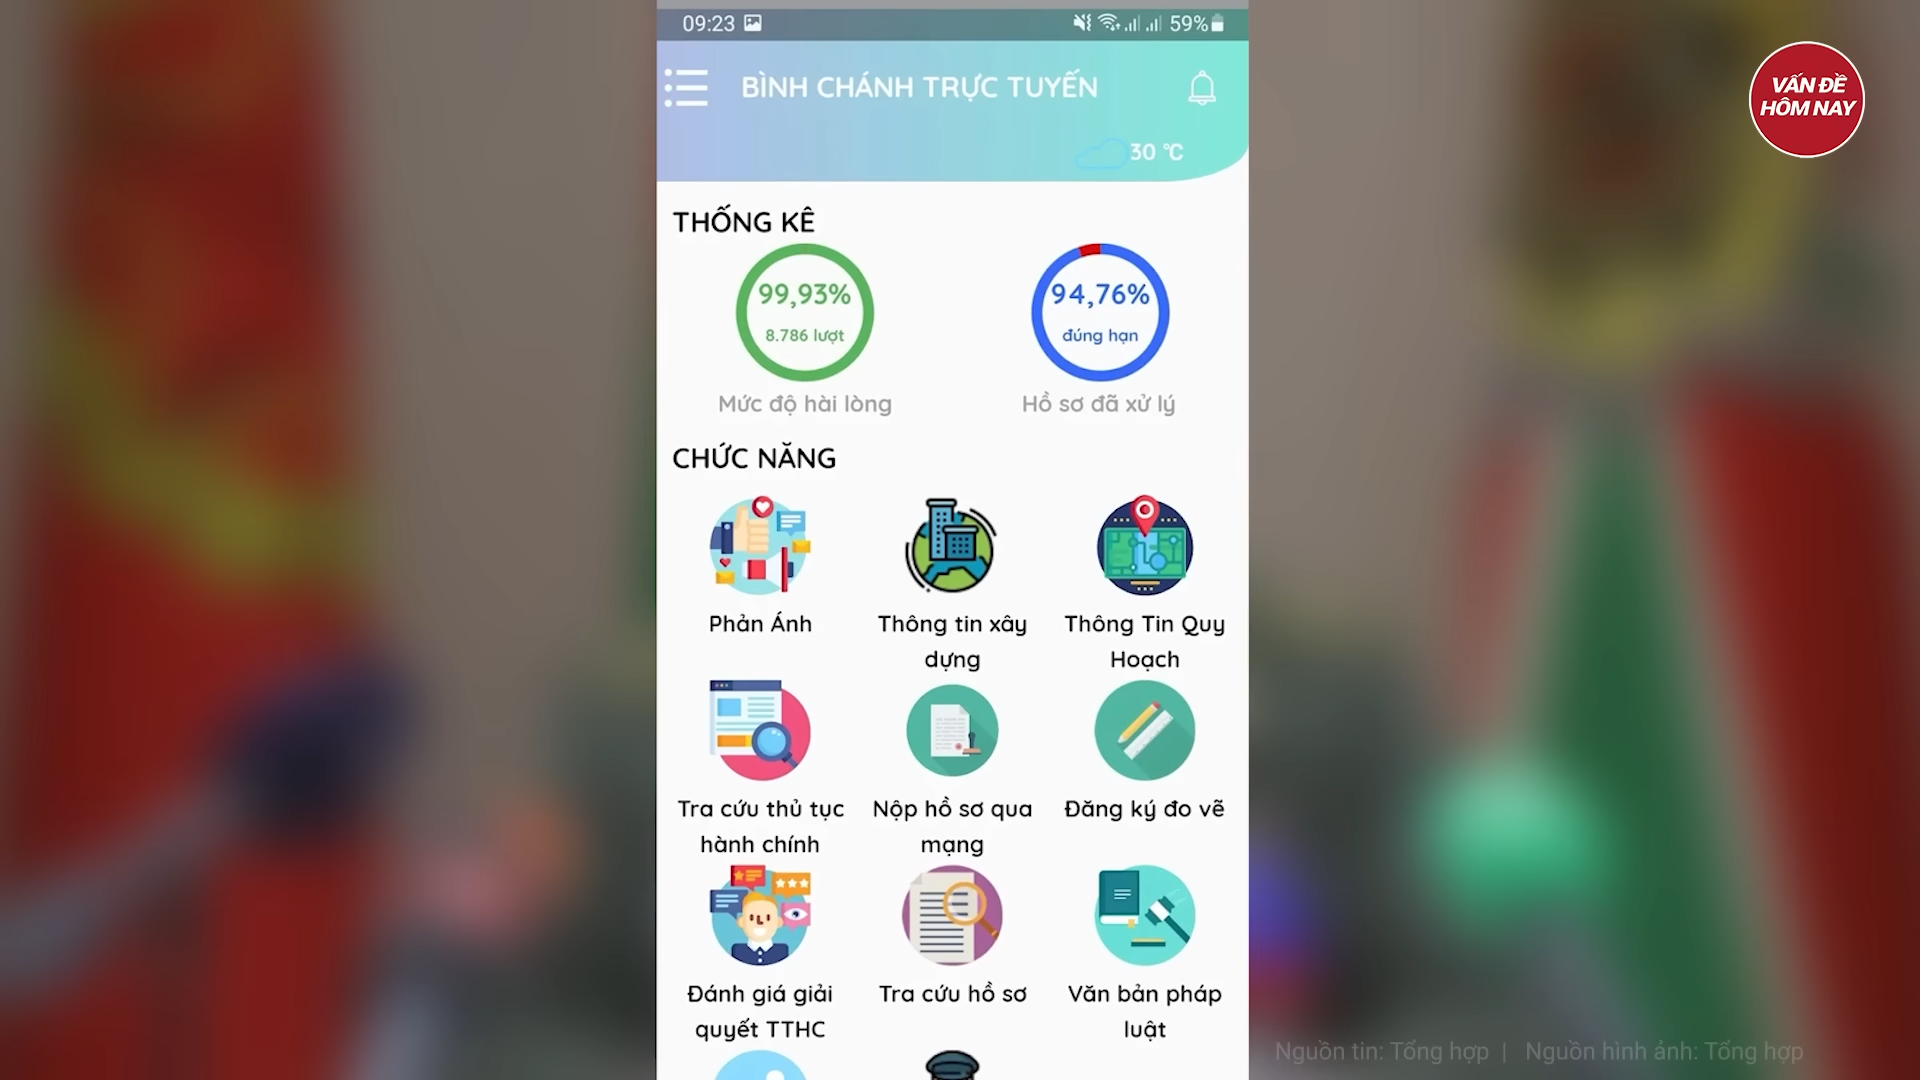 09:23
59%
BÌNH CHÁNH TRỰC TUYẾN
30 °C
VẤN ĐỀ
HÔM NAY
THỐNG KÊ
99,93%
8.786 lượt
Mức độ hài lòng
94,76%
đúng hạn
Hồ sơ đã xử lý
CHỨC NĂNG
Phản Ánh
Thông tin xây
dựng
Thông Tin Quy
Hoạch
Tra cứu thủ tục
hành chính
Nộp hồ sơ qua
mạng
Đăng ký đo vẽ
Đánh giá giải
quyết TTHC
Tra cứu hồ sơ
Văn bản pháp
luật
Nguồn tin: Tổng hợp | Nguồn hình ảnh: Tổng hợp